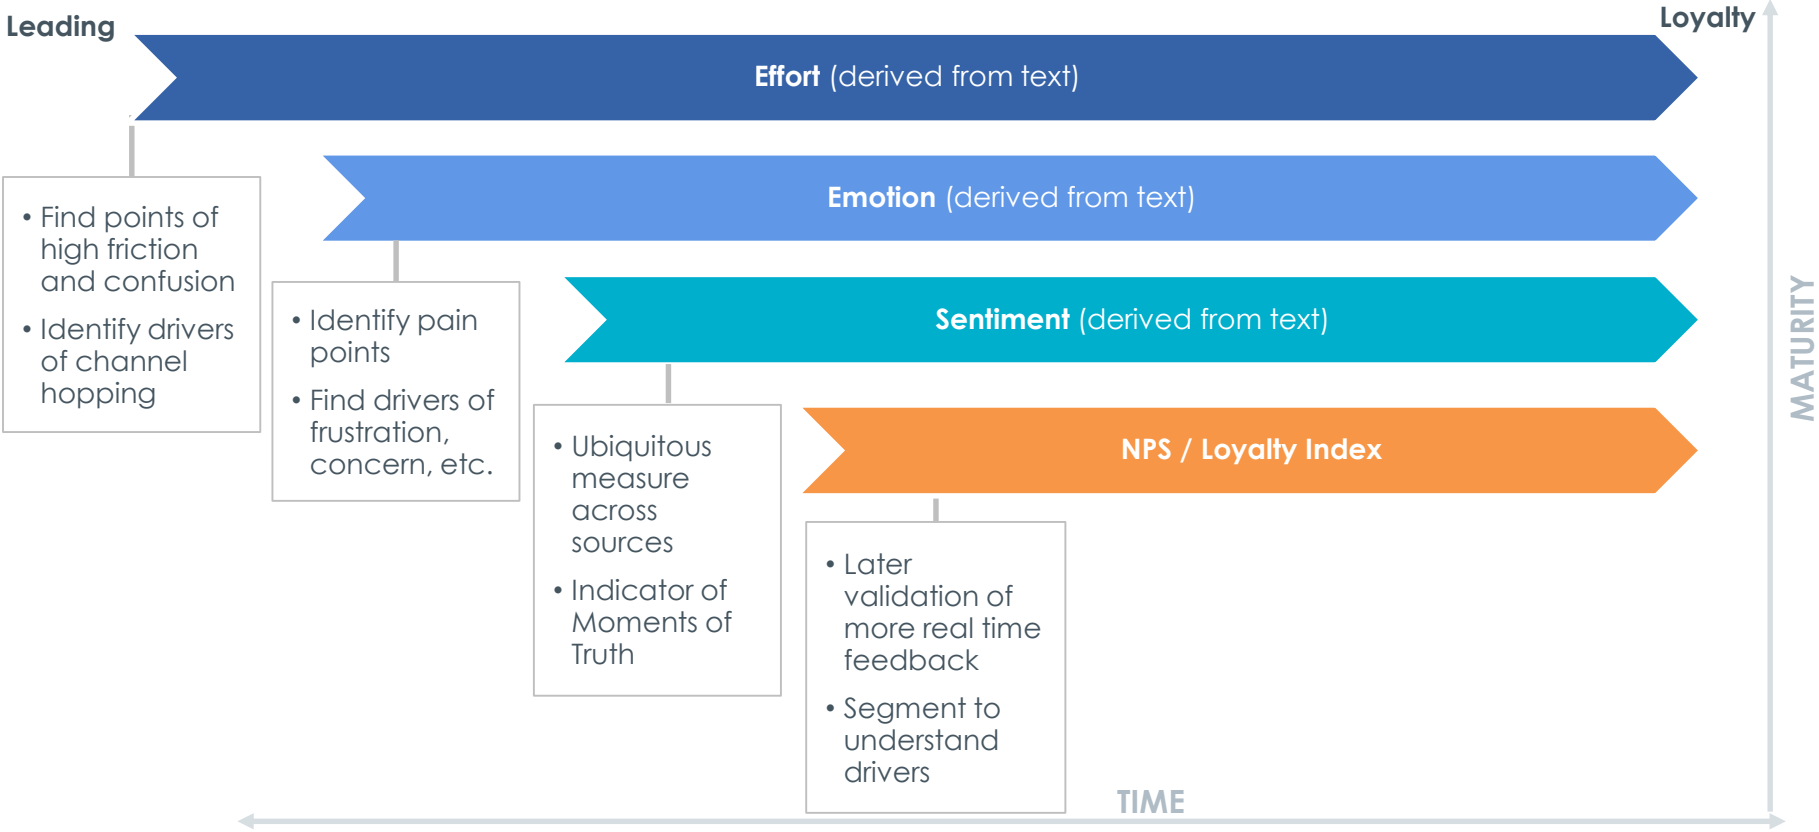 Leading
Loyalty
Effort (derived from text)
Emotion (derived from text)
Sentiment (derived from text)
NPS / Loyalty Index
• Find points of
high friction
and confusion
• Identify drivers
of channel
hopping
• Identify pain
points
• Find drivers of
frustration,
concern, etc.
• Ubiquitous
measure
across
sources
• Indicator of
Moments of
Truth
• Later
validation of
more real time
feedback
• Segment to
understand
drivers
MATURITY
TIME